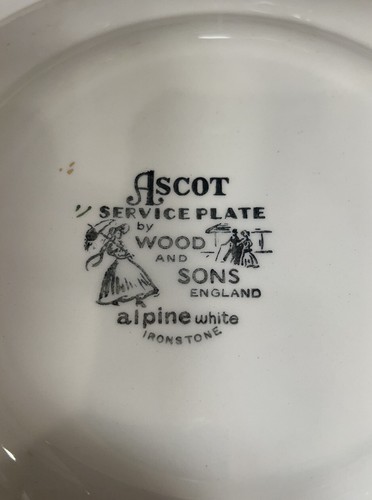 ASCOT
SERVICE PLATE
by
WOOD
AND
SONS
ENGLAND
alpine white
IRONSTONE